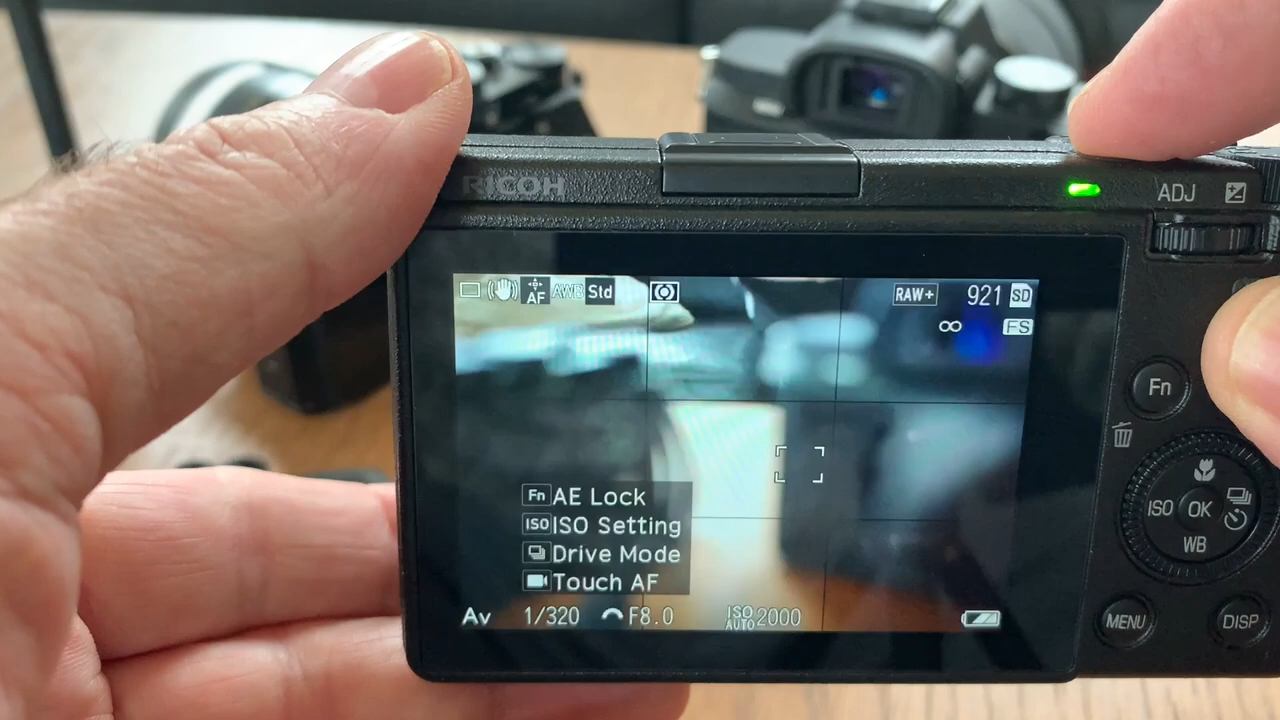 RICOH
ADJ.
AF AWB Std RAW+ 921 SD
∞ FS
Fn
Fn AE Lock
ISO ISO Setting
Drive Mode
Touch AF
ISO OK
WB
Av 1/320 F8.0 ISO AUTO 2000
MENU DISP